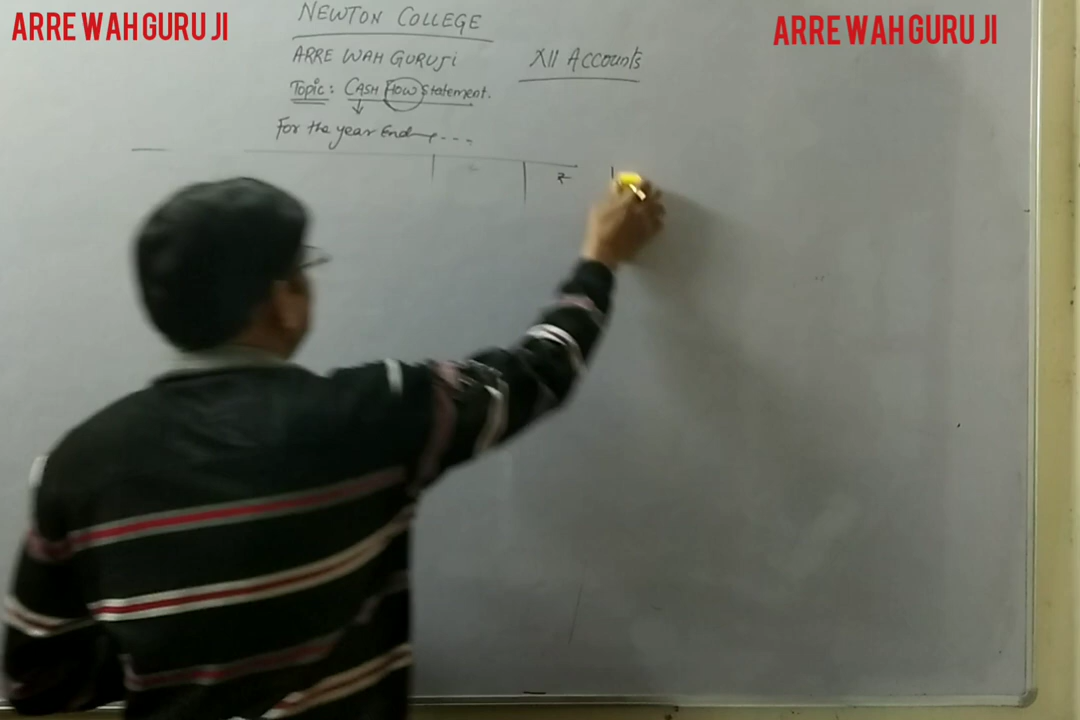 ARRE WAH GURU JI
ARRE WAH GURU JI
NEWTON COLLEGE
ARRE WAH GURUJi
XII Accounts
Topic: CASH Flow Statement.
For the year Ending ----
₹